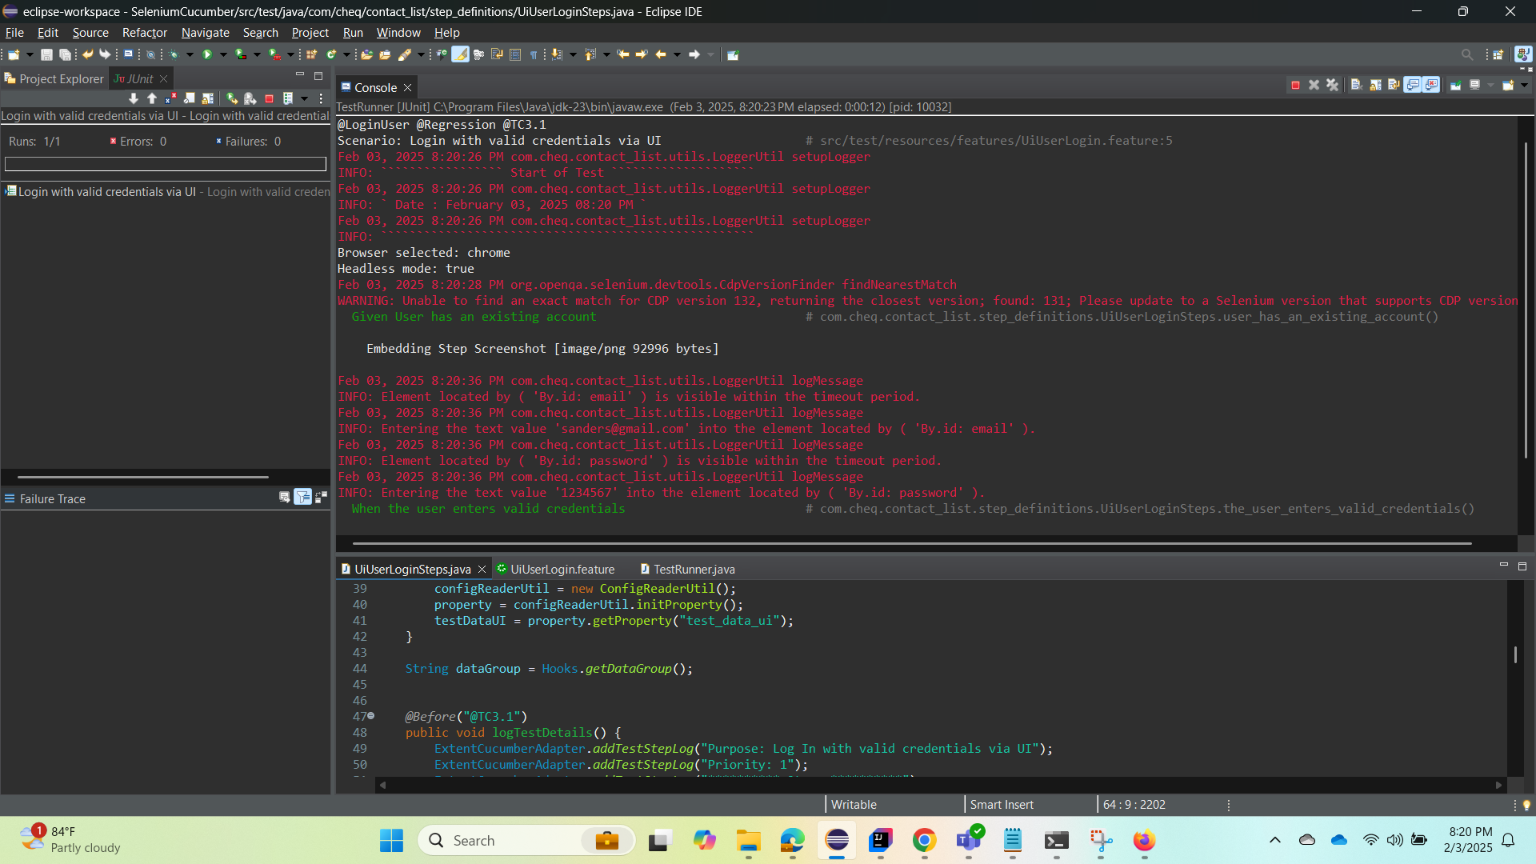 eclipse-workspace - SeleniumCucumber/src/test/java/com/cheq/contact_list/step_definitions/UiUserLoginSteps.java - Eclipse IDE
File Edit Source Refactor Navigate Search Project Run Window Help
Project Explorer JUnit
Login with valid credentials via UI - Login with valid credential
Runs: 1/1 Errors: 0 Failures: 0
Login with valid credentials via UI - Login with valid creden
Failure Trace
Console
TestRunner [JUnit] C:\Program Files\Java\jdk-23\bin\javaw.exe (Feb 3, 2025, 8:20:23 PM elapsed: 0:00:12) [pid: 10032]
@LoginUser @Regression @TC3.1
Scenario: Login with valid credentials via UI # src/test/resources/features/UiUserLogin.feature:5
Feb 03, 2025 8:20:26 PM com.cheq.contact_list.utils.LoggerUtil setupLogger
INFO: ````````````````` Start of Test ````````````````````
Feb 03, 2025 8:20:26 PM com.cheq.contact_list.utils.LoggerUtil setupLogger
INFO: ` Date : February 03, 2025 08:20 PM `
Feb 03, 2025 8:20:26 PM com.cheq.contact_list.utils.LoggerUtil setupLogger
INFO: ````````````````````````````````````````````````````
Browser selected: chrome
Headless mode: true
Feb 03, 2025 8:20:28 PM org.openqa.selenium.devtools.CdpVersionFinder findNearestMatch
WARNING: Unable to find an exact match for CDP version 132, returning the closest version; found: 131; Please update to a Selenium version that supports CDP version
Given User has an existing account # com.cheq.contact_list.step_definitions.UiUserLoginSteps.user_has_an_existing_account()
Embedding Step Screenshot [image/png 92996 bytes]
Feb 03, 2025 8:20:36 PM com.cheq.contact_list.utils.LoggerUtil logMessage
INFO: Element located by ( 'By.id: email' ) is visible within the timeout period.
Feb 03, 2025 8:20:36 PM com.cheq.contact_list.utils.LoggerUtil logMessage
INFO: Entering the text value 'sanders@gmail.com' into the element located by ( 'By.id: email' ).
Feb 03, 2025 8:20:36 PM com.cheq.contact_list.utils.LoggerUtil logMessage
INFO: Element located by ( 'By.id: password' ) is visible within the timeout period.
Feb 03, 2025 8:20:36 PM com.cheq.contact_list.utils.LoggerUtil logMessage
INFO: Entering the text value '1234567' into the element located by ( 'By.id: password' ).
When the user enters valid credentials # com.cheq.contact_list.step_definitions.UiUserLoginSteps.the_user_enters_valid_credentials()
UiUserLoginSteps.java UiUserLogin.feature TestRunner.java
39 configReaderUtil = new ConfigReaderUtil();
40 property = configReaderUtil.initProperty();
41 testDataUI = property.getProperty("test_data_ui");
42 }
43
44 String dataGroup = Hooks.getDataGroup();
45
46
47 @Before("@TC3.1")
48 public void logTestDetails() {
49 ExtentCucumberAdapter.addTestStepLog("Purpose: Log In with valid credentials via UI");
50 ExtentCucumberAdapter.addTestStepLog("Priority: 1");
Writable Smart Insert 64 : 9 : 2202
1
84°F
Partly cloudy
Search
8:20 PM
2/3/2025